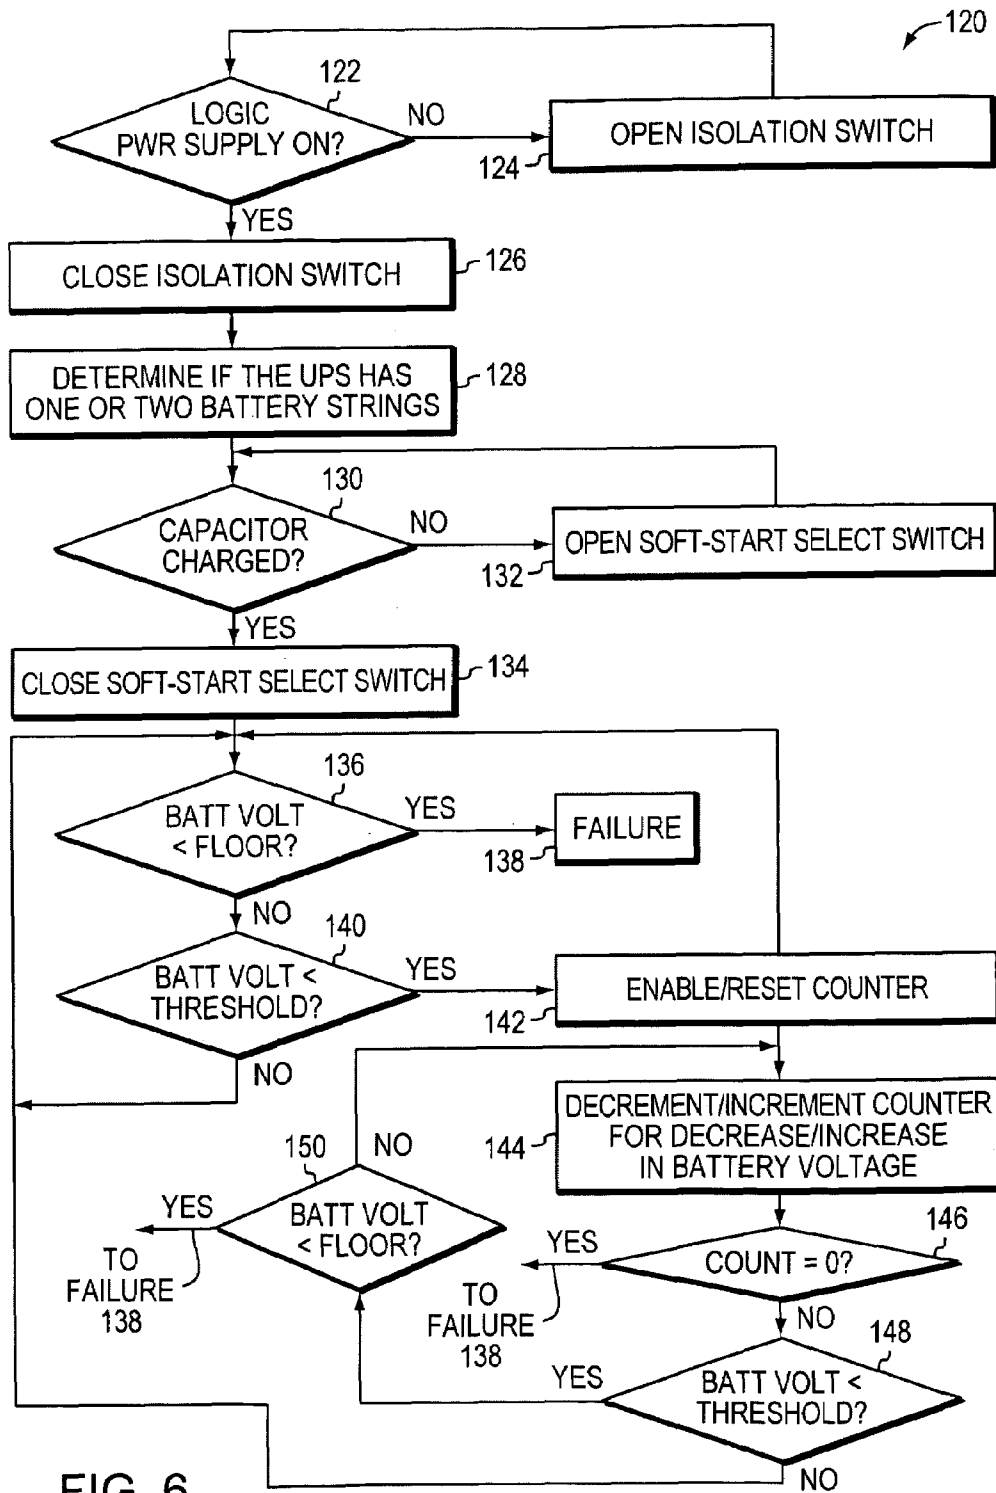 120
122
LOGIC
PWR SUPPLY ON?
NO
OPEN ISOLATION SWITCH
124
YES
CLOSE ISOLATION SWITCH
126
DETERMINE IF THE UPS HAS
ONE OR TWO BATTERY STRINGS
128
130
CAPACITOR
CHARGED?
NO
OPEN SOFT-START SELECT SWITCH
132
YES
CLOSE SOFT-START SELECT SWITCH
134
136
BATT VOLT
< FLOOR?
YES
FAILURE
138
NO
140
BATT VOLT <
THRESHOLD?
YES
ENABLE/RESET COUNTER
142
NO
DECREMENT/INCREMENT COUNTER
FOR DECREASE/INCREASE
IN BATTERY VOLTAGE
144
NO
150
BATT VOLT
< FLOOR?
YES
TO
FAILURE
138
146
COUNT = 0?
YES
TO
FAILURE
138
NO
148
BATT VOLT <
THRESHOLD?
YES
NO
FIG. 6